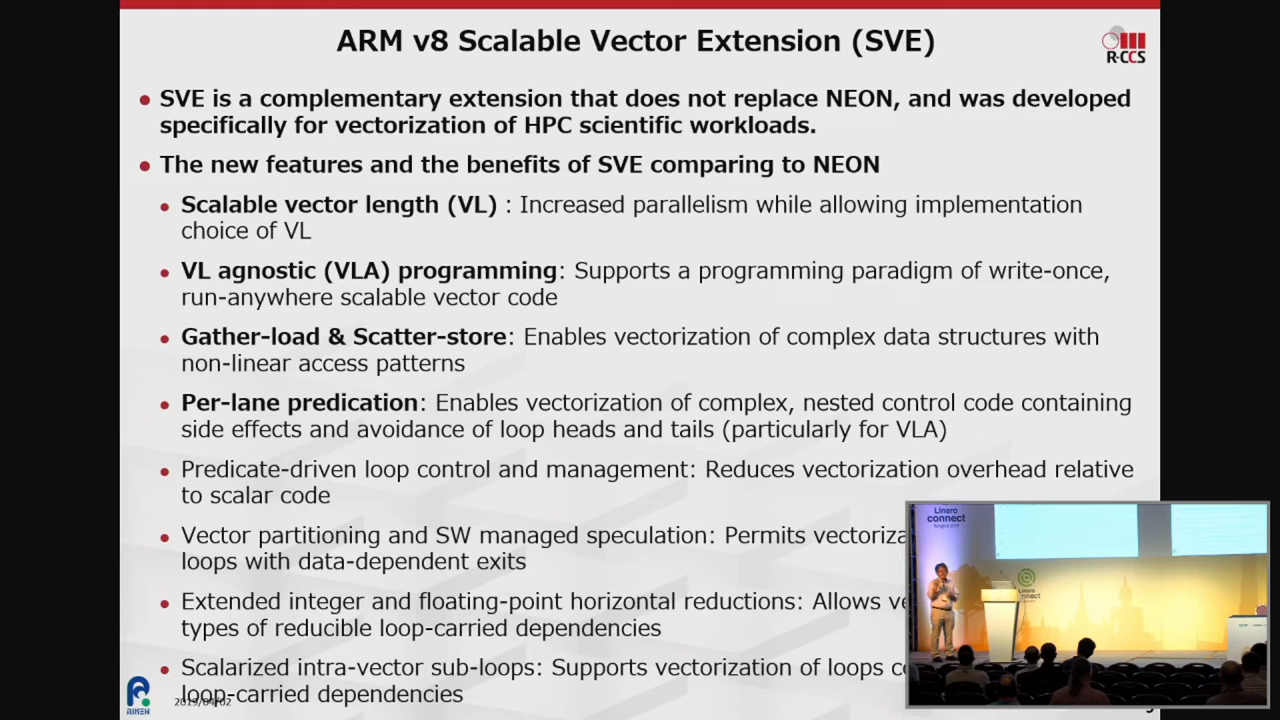 ARM v8 Scalable Vector Extension (SVE)
R-CCS
• SVE is a complementary extension that does not replace NEON, and was developed
specifically for vectorization of HPC scientific workloads.
• The new features and the benefits of SVE comparing to NEON
• Scalable vector length (VL) : Increased parallelism while allowing implementation
choice of VL
• VL agnostic (VLA) programming: Supports a programming paradigm of write-once,
run-anywhere scalable vector code
• Gather-load & Scatter-store: Enables vectorization of complex data structures with
non-linear access patterns
• Per-lane predication: Enables vectorization of complex, nested control code containing
side effects and avoidance of loop heads and tails (particularly for VLA)
• Predicate-driven loop control and management: Reduces vectorization overhead relative
to scalar code
• Vector partitioning and SW managed speculation: Permits
loops with data-dependent exits
• Extended integer and floating-point horizontal reductions: Allows
types of reducible loop-carried dependencies
• Scalarized intra-vector sub-loops: Supports vectorization of loops
loop-carried dependencies
RIKEN
2019/04/02
Linaro
connect
Bangkok 2019
Linaro
connect